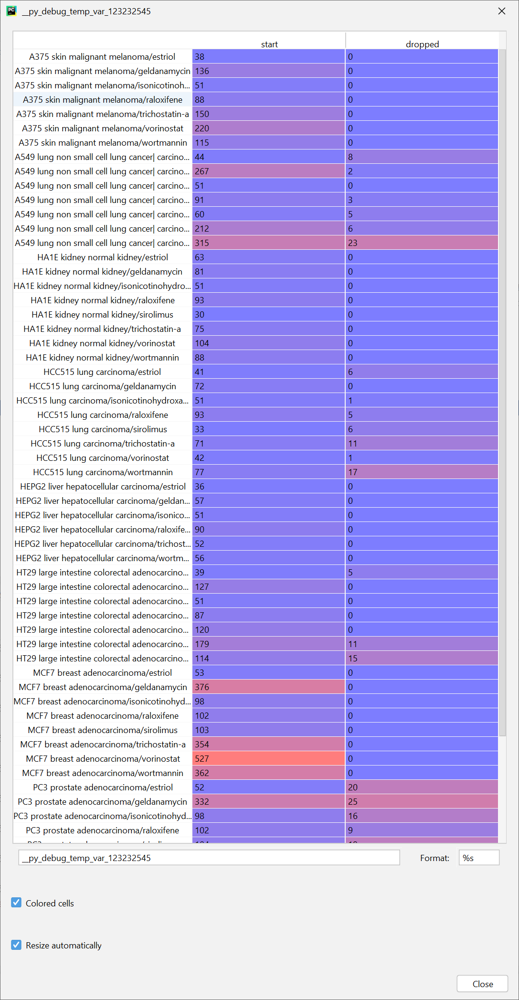 __py_debug_temp_var_123232545
start dropped
A375 skin malignant melanoma/estriol 38 0
A375 skin malignant melanoma/geldanamycin 136 0
A375 skin malignant melanoma/isonicotinoh... 51 0
A375 skin malignant melanoma/raloxifene 88 0
A375 skin malignant melanoma/trichostatin-a 150 0
A375 skin malignant melanoma/vorinostat 220 0
A375 skin malignant melanoma/wortmannin 115 0
A549 lung non small cell lung cancer| carcino... 44 8
A549 lung non small cell lung cancer| carcino... 267 2
A549 lung non small cell lung cancer| carcino... 51 0
A549 lung non small cell lung cancer| carcino... 91 3
A549 lung non small cell lung cancer| carcino... 60 5
A549 lung non small cell lung cancer| carcino... 212 6
A549 lung non small cell lung cancer| carcino... 315 23
HA1E kidney normal kidney/estriol 63 0
HA1E kidney normal kidney/geldanamycin 81 0
HA1E kidney normal kidney/isonicotinohydro... 51 0
HA1E kidney normal kidney/raloxifene 93 0
HA1E kidney normal kidney/sirolimus 30 0
HA1E kidney normal kidney/trichostatin-a 75 0
HA1E kidney normal kidney/vorinostat 104 0
HA1E kidney normal kidney/wortmannin 88 0
HCC515 lung carcinoma/estriol 41 6
HCC515 lung carcinoma/geldanamycin 72 0
HCC515 lung carcinoma/isonicotinohydroxa... 51 1
HCC515 lung carcinoma/raloxifene 93 5
HCC515 lung carcinoma/sirolimus 33 6
HCC515 lung carcinoma/trichostatin-a 71 11
HCC515 lung carcinoma/vorinostat 42 1
HCC515 lung carcinoma/wortmannin 77 17
HEPG2 liver hepatocellular carcinoma/estriol 36 0
HEPG2 liver hepatocellular carcinoma/geldan... 57 0
HEPG2 liver hepatocellular carcinoma/isonico... 51 0
HEPG2 liver hepatocellular carcinoma/raloxife... 90 0
HEPG2 liver hepatocellular carcinoma/trichost... 52 0
HEPG2 liver hepatocellular carcinoma/wortm... 56 0
HT29 large intestine colorectal adenocarcino... 39 5
HT29 large intestine colorectal adenocarcino... 127 0
HT29 large intestine colorectal adenocarcino... 51 0
HT29 large intestine colorectal adenocarcino... 87 0
HT29 large intestine colorectal adenocarcino... 120 0
HT29 large intestine colorectal adenocarcino... 179 11
HT29 large intestine colorectal adenocarcino... 114 15
MCF7 breast adenocarcinoma/estriol 53 0
MCF7 breast adenocarcinoma/geldanamycin 376 0
MCF7 breast adenocarcinoma/isonicotinohyd... 98 0
MCF7 breast adenocarcinoma/raloxifene 102 0
MCF7 breast adenocarcinoma/sirolimus 103 0
MCF7 breast adenocarcinoma/trichostatin-a 354 0
MCF7 breast adenocarcinoma/vorinostat 527 0
MCF7 breast adenocarcinoma/wortmannin 362 0
PC3 prostate adenocarcinoma/estriol 52 20
PC3 prostate adenocarcinoma/geldanamycin 332 25
PC3 prostate adenocarcinoma/isonicotinohyd... 98 16
PC3 prostate adenocarcinoma/raloxifene 102 9
__py_debug_temp_var_123232545 Format: %s
Colored cells
Resize automatically
Close